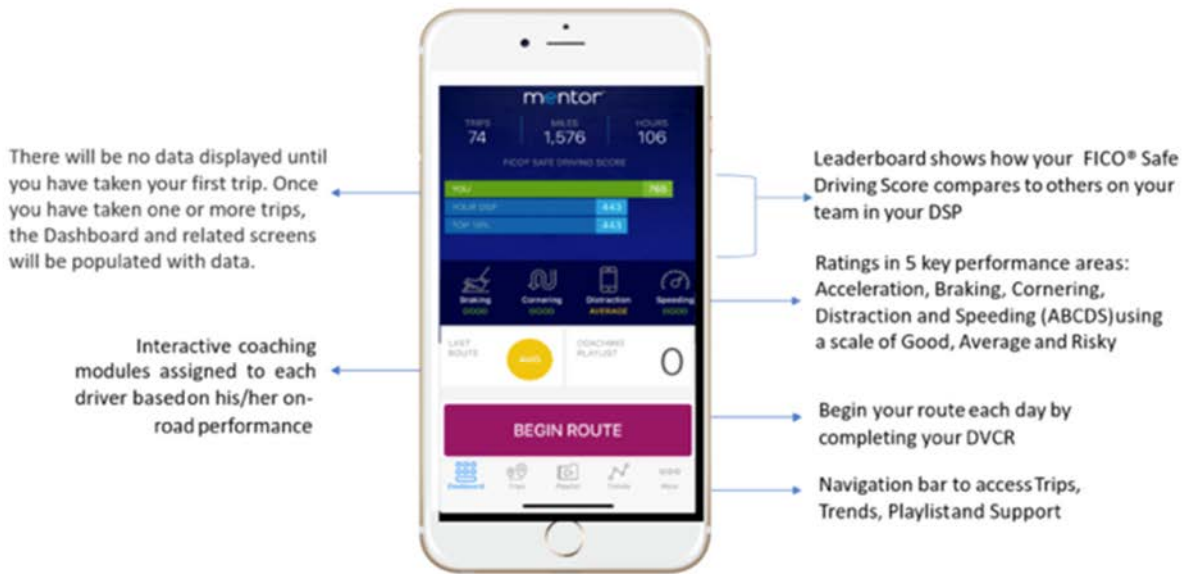 There will be no data displayed until
you have taken your first trip. Once
you have taken one or more trips,
the Dashboard and related screens
will be populated with data.
Interactive coaching
modules assigned to each
driver based on his/her on-
road performance
mentor
TRIPS MILES HOURS
74 1,576 106
FICO® SAFE DRIVING SCORE
YOU 765
YOUR DSP 443
TOP 10% 443
Braking Cornering Distraction Speeding
GOOD GOOD AVERAGE GOOD
LAST
ROUTE
COACHING
PLAYLIST
0
BEGIN ROUTE
Dashboard Trips Playlist Trends More
Leaderboard shows how your FICO® Safe
Driving Score compares to others on your
team in your DSP
Ratings in 5 key performance areas:
Acceleration, Braking, Cornering,
Distraction and Speeding (ABCDS) using
a scale of Good, Average and Risky
Begin your route each day by
completing your DVCR
Navigation bar to access Trips,
Trends, Playlist and Support